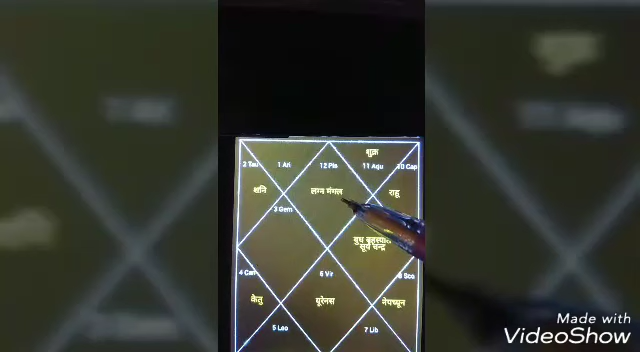 शुक्र
2 Tau 1 Ari 12 Pis 11 Aqu 10 Cap
शनि लग्न मंगल राहू
3 Gem
बुध बृहस्पति
सूर्य चन्द्र
4 Can 6 Vir 8 Sco
केतु यूरेनस नेपच्यून
5 Leo 7 Lib
Made with
VideoShow